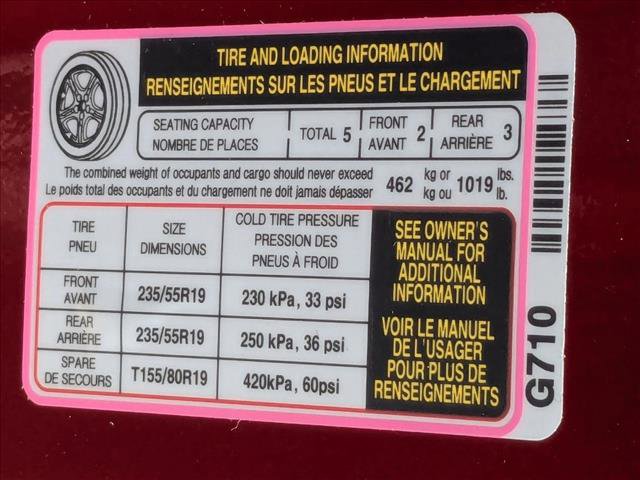 TIRE AND LOADING INFORMATION
RENSEIGNEMENTS SUR LES PNEUS ET LE CHARGEMENT
SEATING CAPACITY
NOMBRE DE PLACES
TOTAL 5
FRONT
AVANT 2
REAR
ARRIÈRE 3
The combined weight of occupants and cargo should never exceed
Le poids total des occupants et du chargement ne doit jamais dépasser
462 kg or
kg ou 1019 lbs.
lb.
TIRE
PNEU
SIZE
DIMENSIONS
COLD TIRE PRESSURE
PRESSION DES
PNEUS À FROID
FRONT
AVANT
235/55R19
230 kPa, 33 psi
REAR
ARRIÈRE
235/55R19
250 kPa, 36 psi
SPARE
DE SECOURS
T155/80R19
420kPa, 60psi
SEE OWNER'S
MANUAL FOR
ADDITIONAL
INFORMATION
VOIR LE MANUEL
DE L'USAGER
POUR PLUS DE
RENSEIGNEMENTS
G710